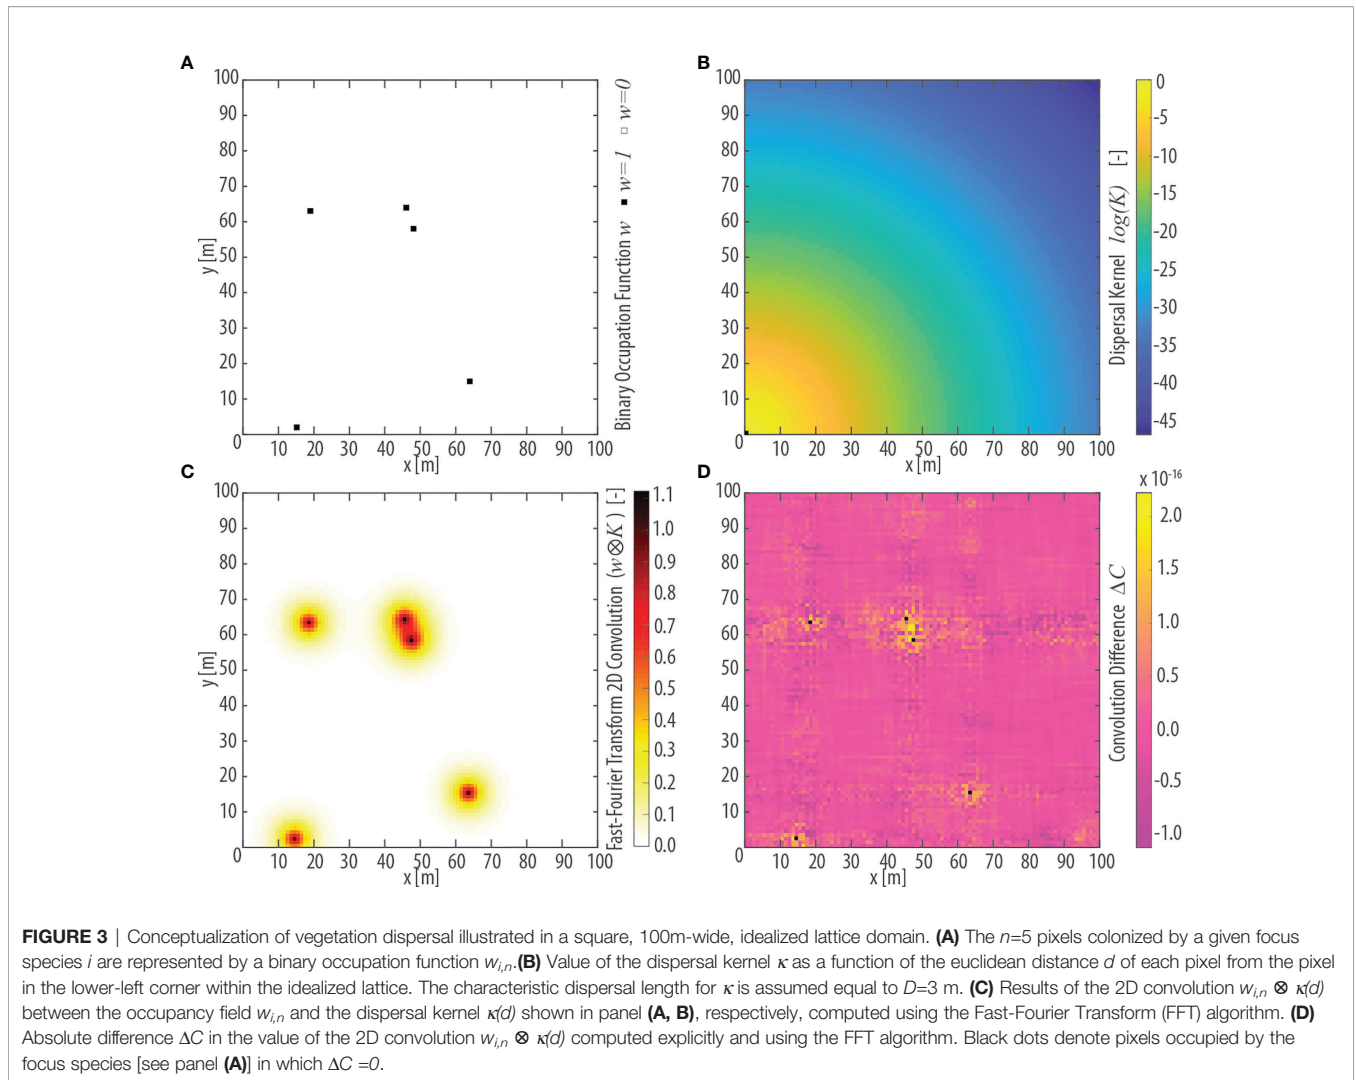 A
100
90
80
70
60
50
40
30
20
10
0
y [m]
10 20 30 40 50 60 70 80 90 100
x [m]
Binary Occupation Function w ■ w=1 □ w=0
B
100
90
80
70
60
50
40
30
20
10
0
10 20 30 40 50 60 70 80 90 100
x [m]
0
-5
-10
-15
-20
-25
-30
-35
-40
-45
Dispersal Kernel log(K) [-]
C
100
90
80
70
60
50
40
30
20
10
0
y [m]
10 20 30 40 50 60 70 80 90 100
x [m]
Fast-Fourier Transform 2D Convolution (w⊗K) [-]
1.1
1.0
0.9
0.8
0.7
0.6
0.5
0.4
0.3
0.2
0.1
0.0
D
100
90
80
70
60
50
40
30
20
10
0
10 20 30 40 50 60 70 80 90 100
x [m]
Convolution Difference ΔC
x 10⁻¹⁶
2.0
1.5
1.0
0.5
0.0
-0.5
-1.0
FIGURE 3 | Conceptualization of vegetation dispersal illustrated in a square, 100m-wide, idealized lattice domain. (A) The n=5 pixels colonized by a given focus
species i are represented by a binary occupation function wi,n.(B) Value of the dispersal kernel κ as a function of the euclidean distance d of each pixel from the pixel
in the lower-left corner within the idealized lattice. The characteristic dispersal length for κ is assumed equal to D=3 m. (C) Results of the 2D convolution wi,n ⊗ κ(d)
between the occupancy field wi,n and the dispersal kernel κ(d) shown in panel (A, B), respectively, computed using the Fast-Fourier Transform (FFT) algorithm. (D)
Absolute difference ΔC in the value of the 2D convolution wi,n ⊗ κ(d) computed explicitly and using the FFT algorithm. Black dots denote pixels occupied by the
focus species [see panel (A)] in which ΔC =0.